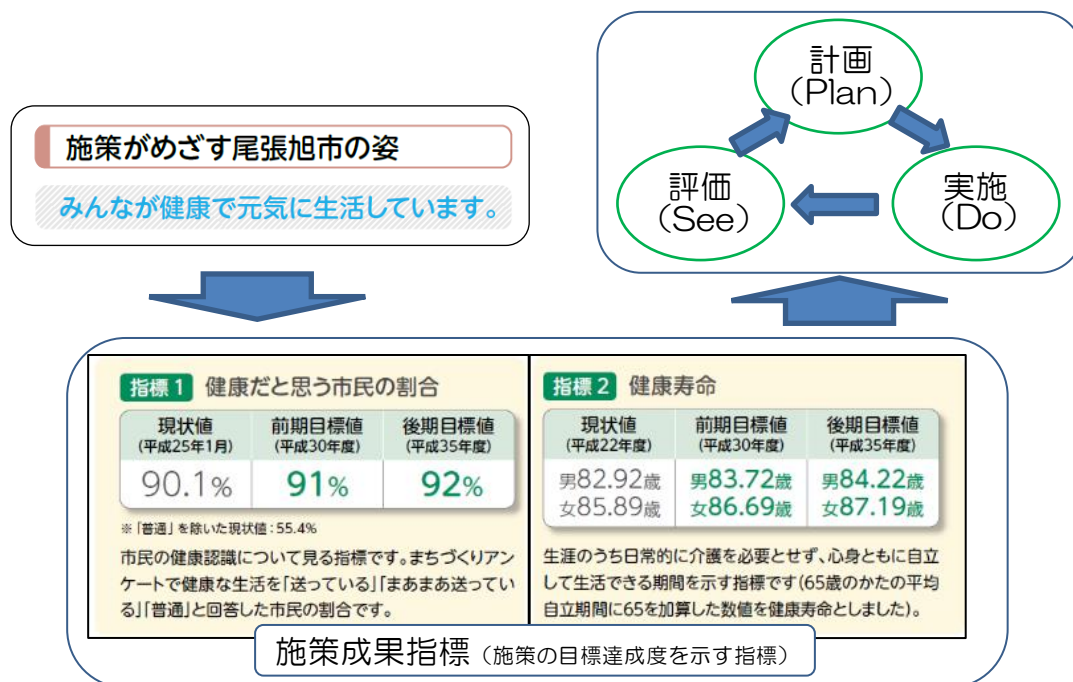 施策がめざす尾張旭市の姿
みんなが健康で元気に生活しています。
計画
(Plan)
評価
(See)
実施
(Do)
指標1 健康だと思う市民の割合
現状値 前期目標値 後期目標値
(平成25年1月) (平成30年度) (平成35年度)
90.1% 91% 92%
※「普通」を除いた現状値:55.4%
市民の健康認識について見る指標です。まちづくりアン
ケートで健康な生活を「送っている」「まあまあ送ってい
る」「普通」と回答した市民の割合です。
指標2 健康寿命
現状値 前期目標値 後期目標値
(平成22年度) (平成30年度) (平成35年度)
男82.92歳 男83.72歳 男84.22歳
女85.89歳 女86.69歳 女87.19歳
生涯のうち日常的に介護を必要とせず、心身ともに自立
して生活できる期間を示す指標です(65歳のかたの平均
自立期間に65を加算した数値を健康寿命としました)。
施策成果指標(施策の目標達成度を示す指標)